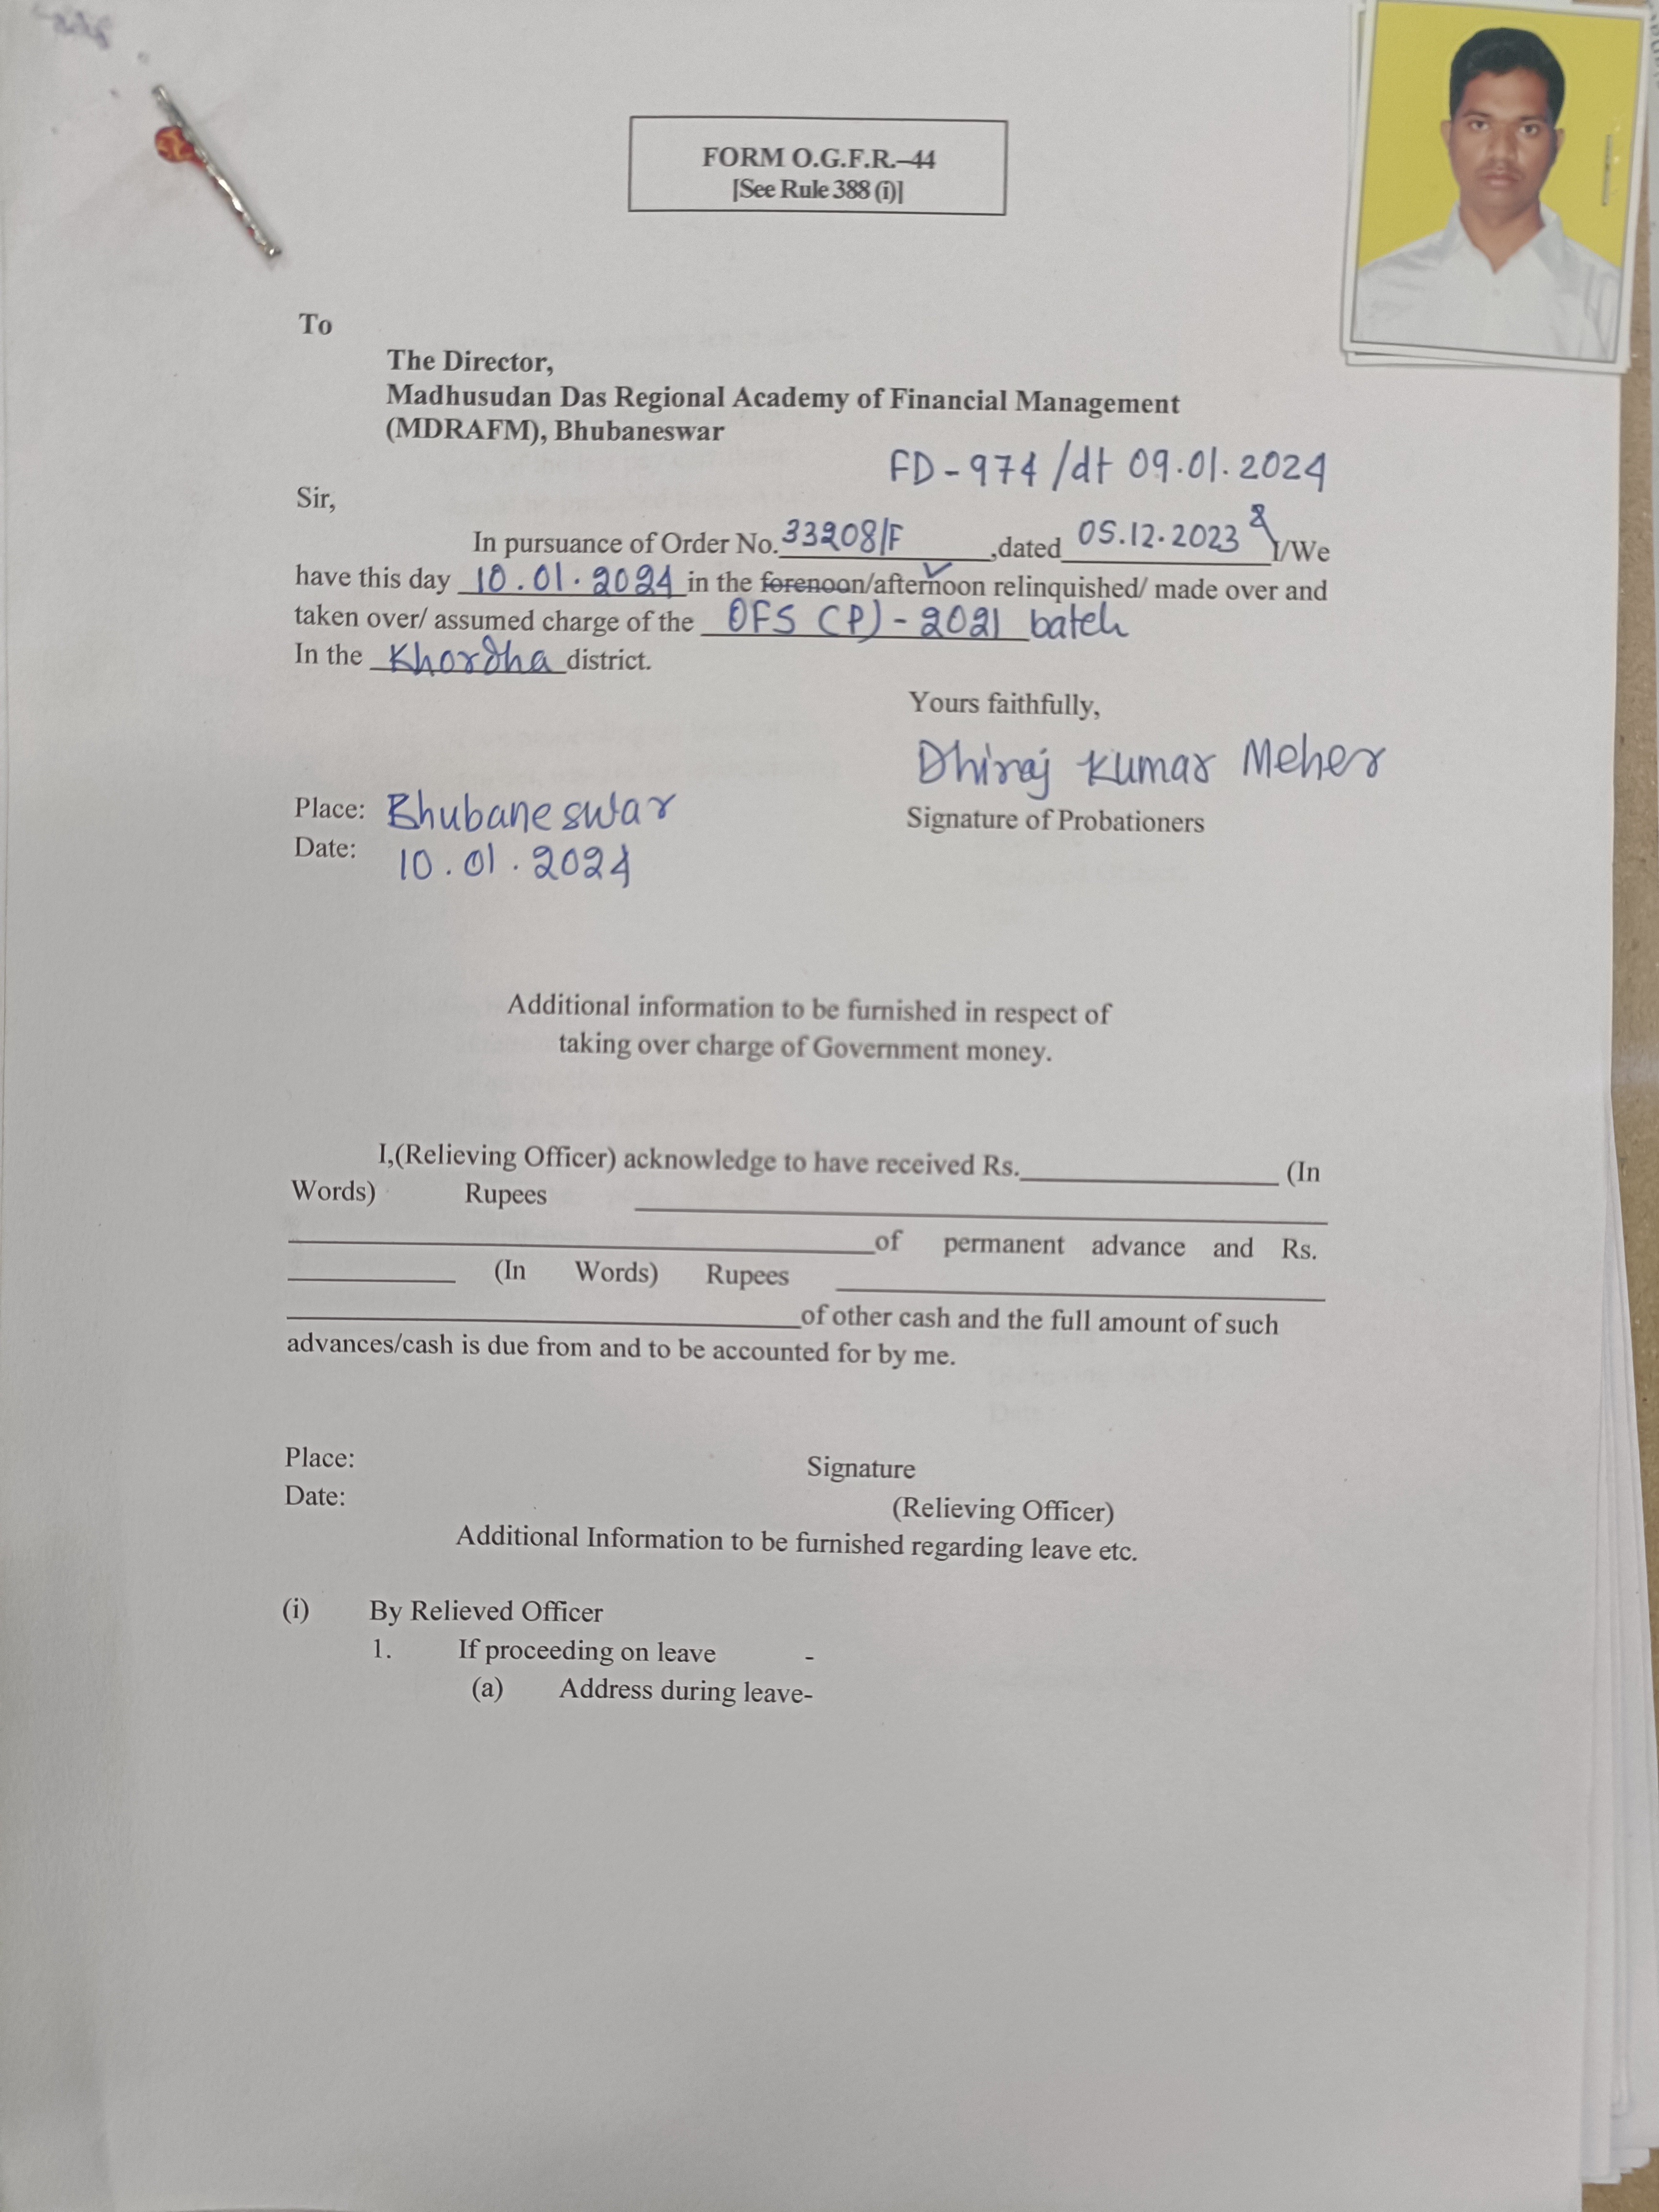 FORM O.G.F.R.–44
[See Rule 388 (i)]
To
The Director,
Madhusudan Das Regional Academy of Financial Management
(MDRAFM), Bhubaneswar
FD-974/dt 09.01.2024
Sir,
In pursuance of Order No. 33208/F ,dated 05.12.2023 & I/We
have this day 10.01.2024 in the forenoon/afternoon relinquished/ made over and
taken over/ assumed charge of the OFS (P) - 2021 batch
In the Khordha district.
Yours faithfully,
Dhiraj Kumar Meher
Signature of Probationers
Place: Bhubaneswar
Date: 10.01.2024
Additional information to be furnished in respect of
taking over charge of Government money.
I,(Relieving Officer) acknowledge to have received Rs. (In
Words) Rupees
of permanent advance and Rs.
(In Words) Rupees
of other cash and the full amount of such
advances/cash is due from and to be accounted for by me.
Place:
Signature
Date:
(Relieving Officer)
Additional Information to be furnished regarding leave etc.
(i) By Relieved Officer
1. If proceeding on leave -
(a) Address during leave-